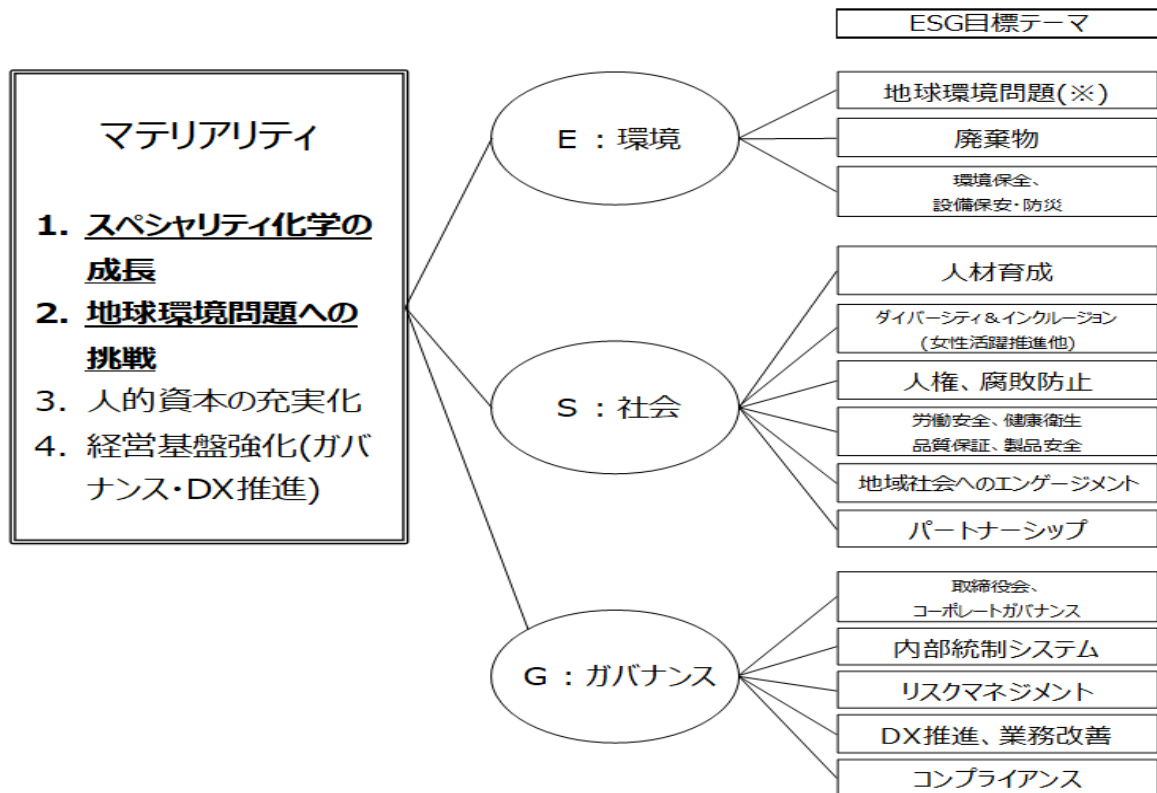 ESG目標テーマ
マテリアリティ
1. スペシャリティ化学の
成長
2. 地球環境問題への
挑戦
3. 人的資本の充実化
4. 経営基盤強化(ガバ
ナンス・DX推進)
E : 環境
地球環境問題(※)
廃棄物
環境保全、
設備保安・防災
S : 社会
人材育成
ダイバーシティ&インクルージョン
(女性活躍推進他)
人権、腐敗防止
労働安全、健康衛生
品質保証、製品安全
地域社会へのエンゲージメント
パートナーシップ
G : ガバナンス
取締役会、
コーポレートガバナンス
内部統制システム
リスクマネジメント
DX推進、業務改善
コンプライアンス